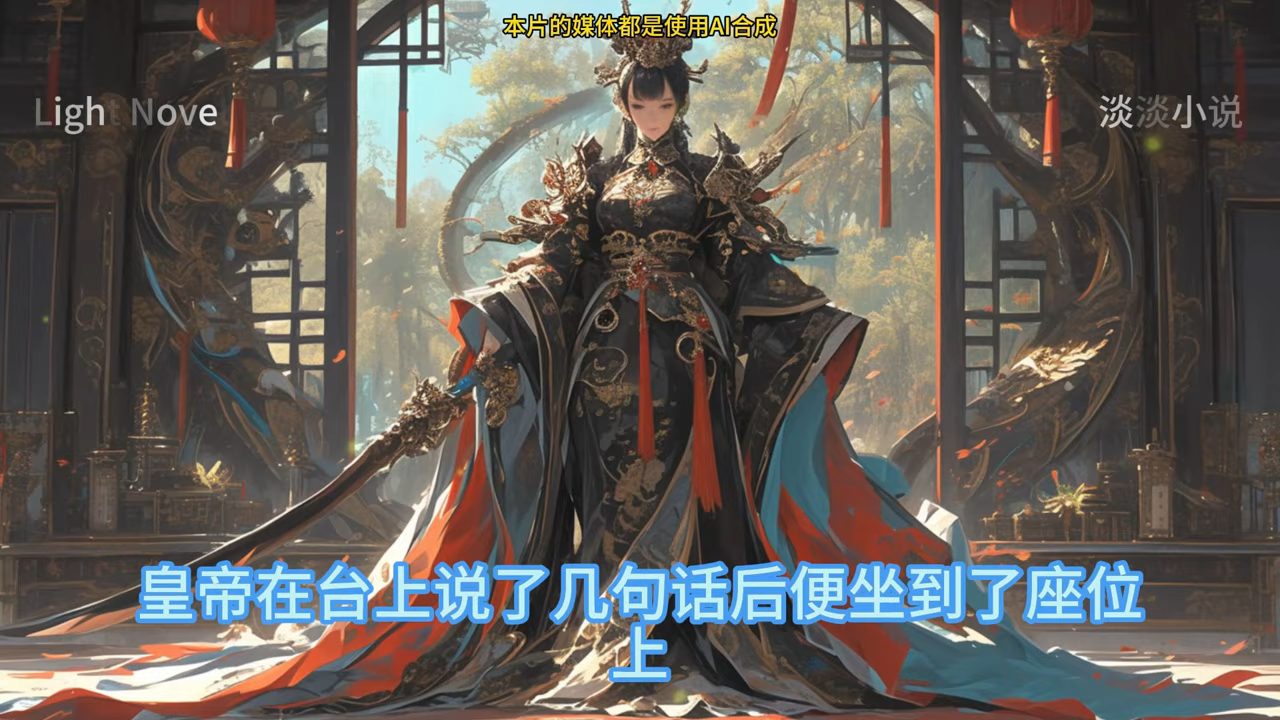 本片的媒体都是使用AI合成
Light Nove
淡淡小说
皇帝在台上说了几句话后便坐到了座位
上